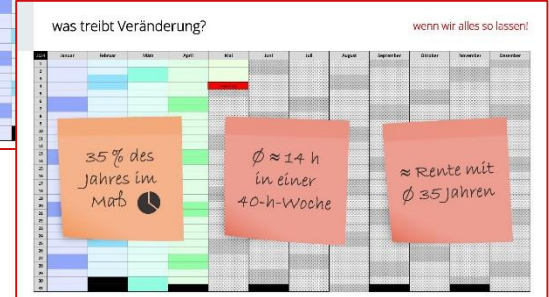 was treibt Veränderung?
wenn wir alles so lassen!
Januar Februar März April Mai Juni Juli August September Oktober November Dezember
35 % des
Jahres im
Maß
Ø ≈ 14 h
in einer
40-h-Woche
≈ Rente mit
Ø 35 Jahren